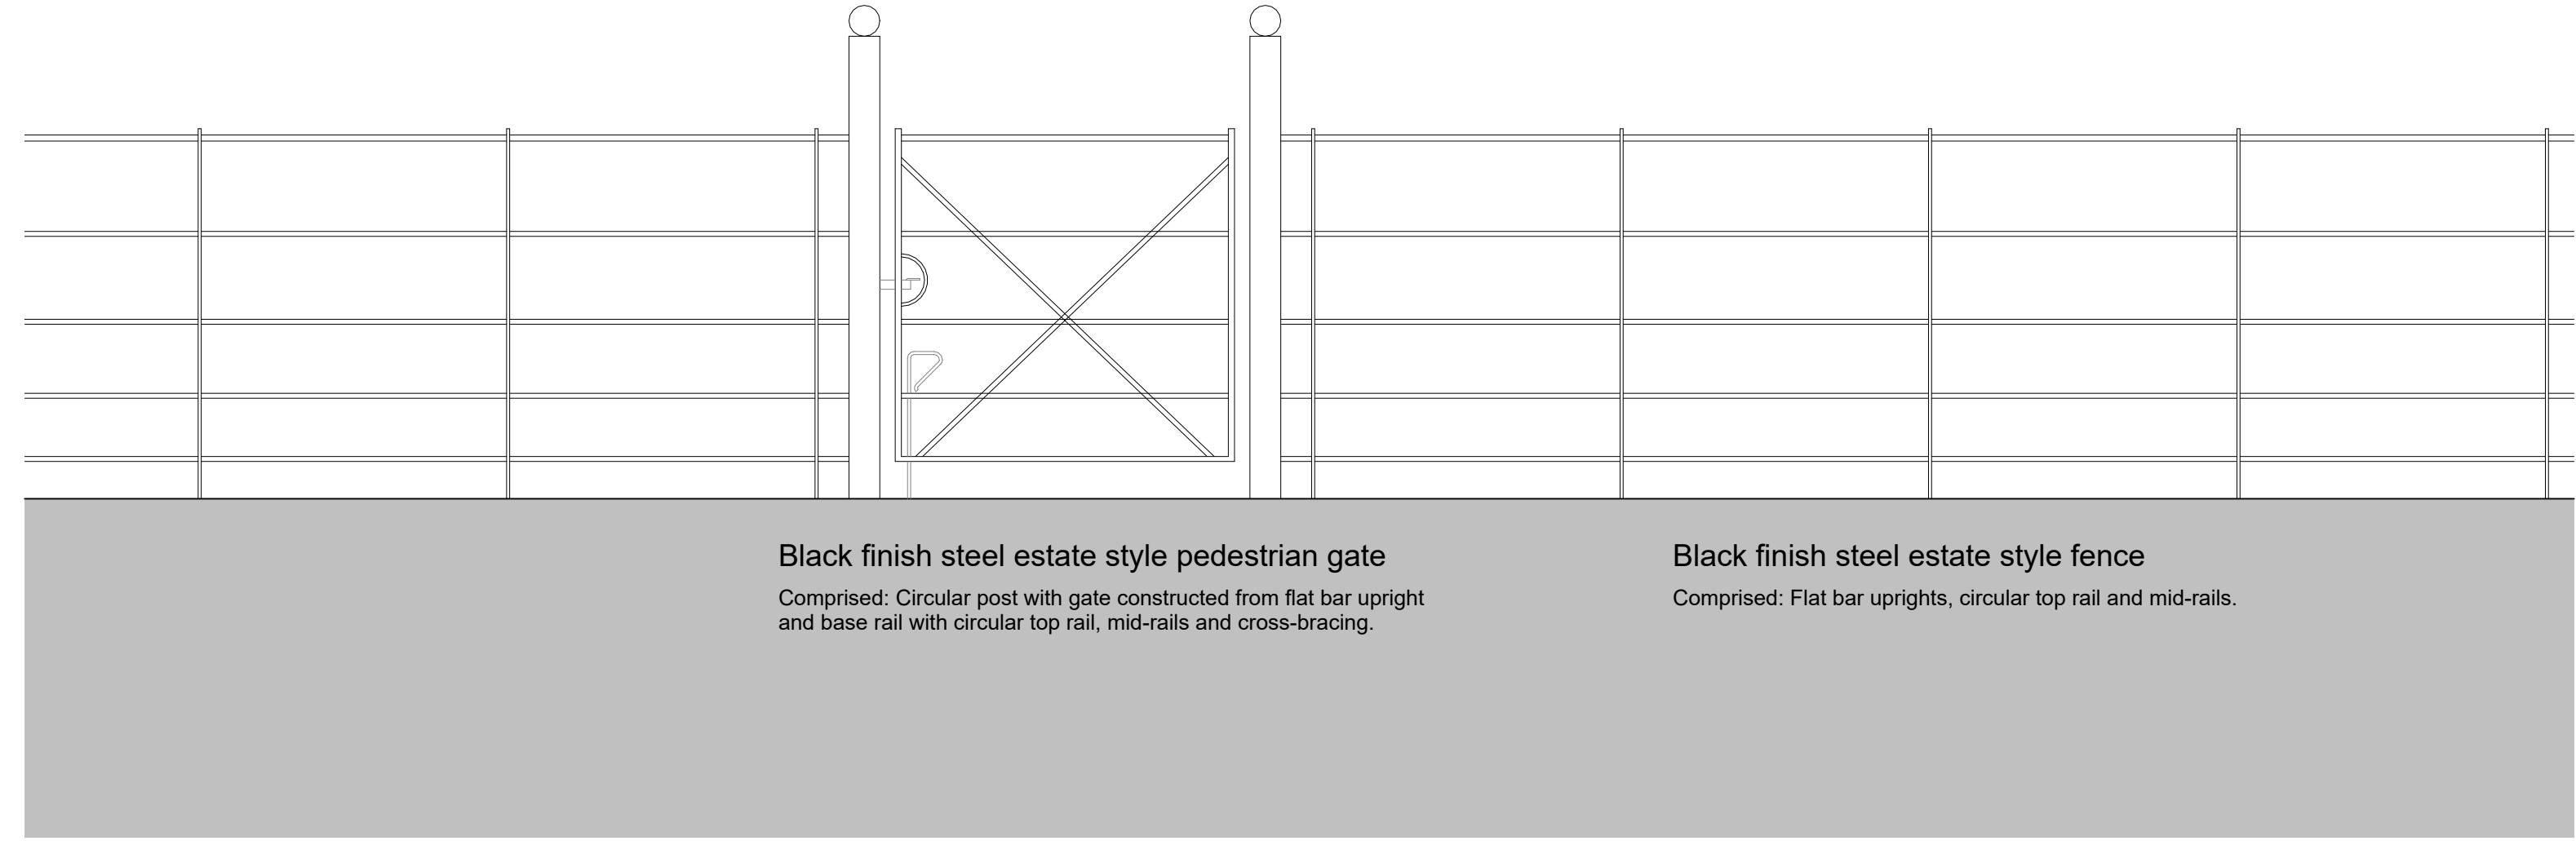 Black finish steel estate style pedestrian gate
Comprised: Circular post with gate constructed from flat bar upright
and base rail with circular top rail, mid-rails and cross-bracing.
Black finish steel estate style fence
Comprised: Flat bar uprights, circular top rail and mid-rails.